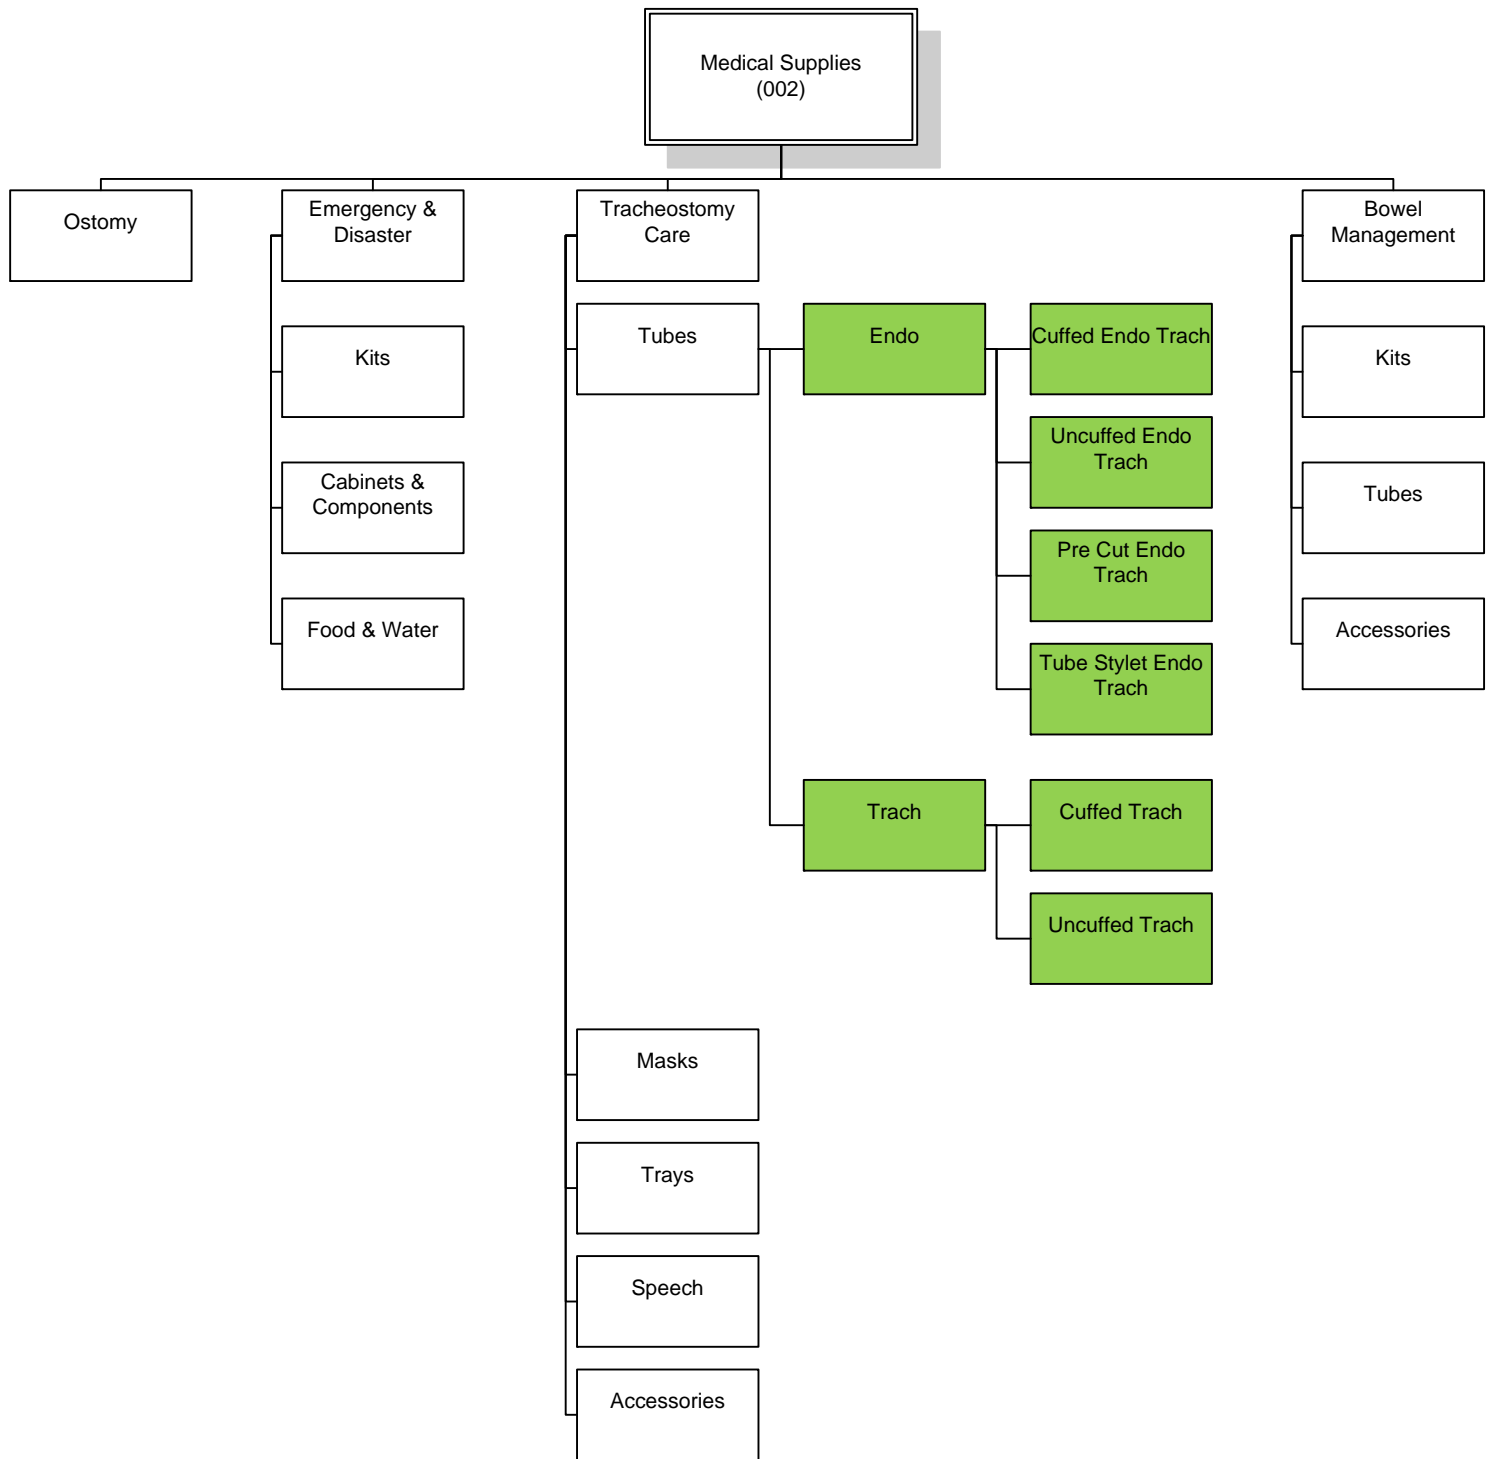 Medical Supplies
(002)
Ostomy
Emergency &
Disaster
Tracheostomy
Care
Bowel
Management
Tubes
Endo
Cuffed Endo Trach
Kits
Kits
Uncuffed Endo
Trach
Cabinets &
Components
Tubes
Pre Cut Endo
Trach
Food & Water
Accessories
Tube Stylet Endo
Trach
Trach
Cuffed Trach
Uncuffed Trach
Masks
Trays
Speech
Accessories